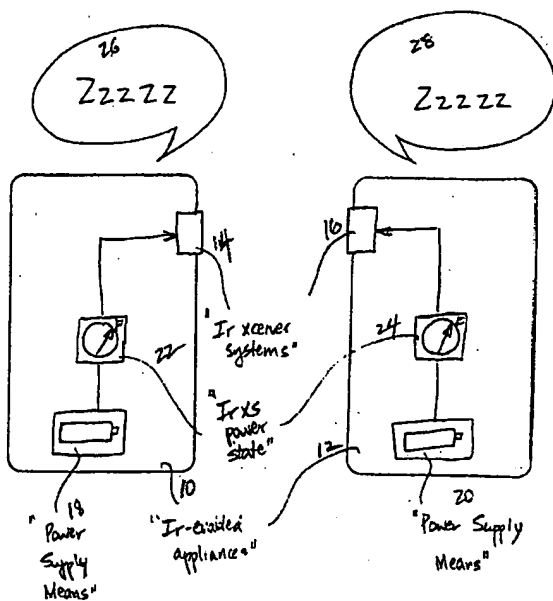 26
Zzzzz
28
Zzzzz
14
16
"Ir xcever
systems"
22
24
"Irxs
power
state"
12
18
10
20
"Power
Supply
Means"
"Ir-enabled
appliances"
"Power Supply
Means"